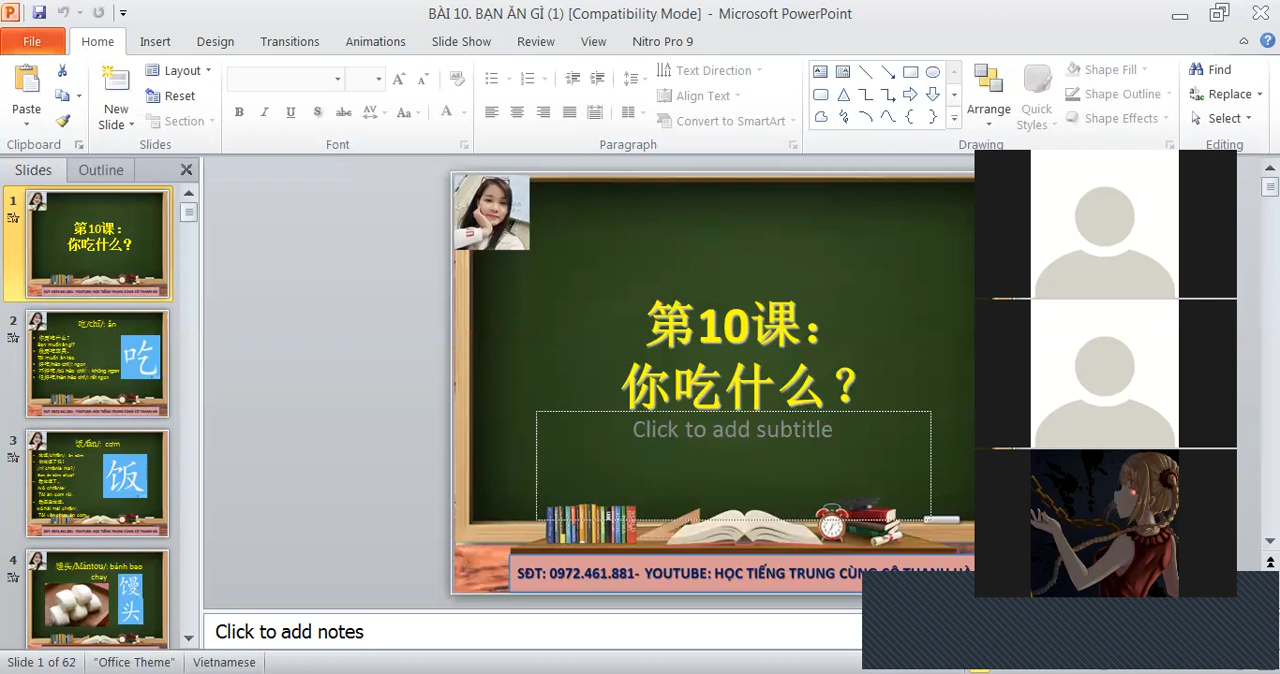 BÀI 10. BẠN ĂN GÌ (1) [Compatibility Mode] - Microsoft PowerPoint
File Home Insert Design Transitions Animations Slide Show Review View Nitro Pro 9
Paste
New Slide
Layout
Reset
Section
Text Direction
Align Text
Convert to SmartArt
Arrange
Quick Styles
Shape Fill
Shape Outline
Shape Effects
Find
Replace
Select
Clipboard Slides Font Paragraph Drawing Editing
Slides Outline
1
第10课：
你吃什么？
2
吃/chī/: ăn
吃
3
饭/fàn/: cơm
饭
4
馒头/Mántou/: bánh bao
chay
馒
头
第10课：
你吃什么？
Click to add subtitle
SĐT: 0972.461.881- YOUTUBE: HỌC TIẾNG TRUNG CÙNG CÔ THANH HÀ
Click to add notes
Slide 1 of 62 "Office Theme" Vietnamese